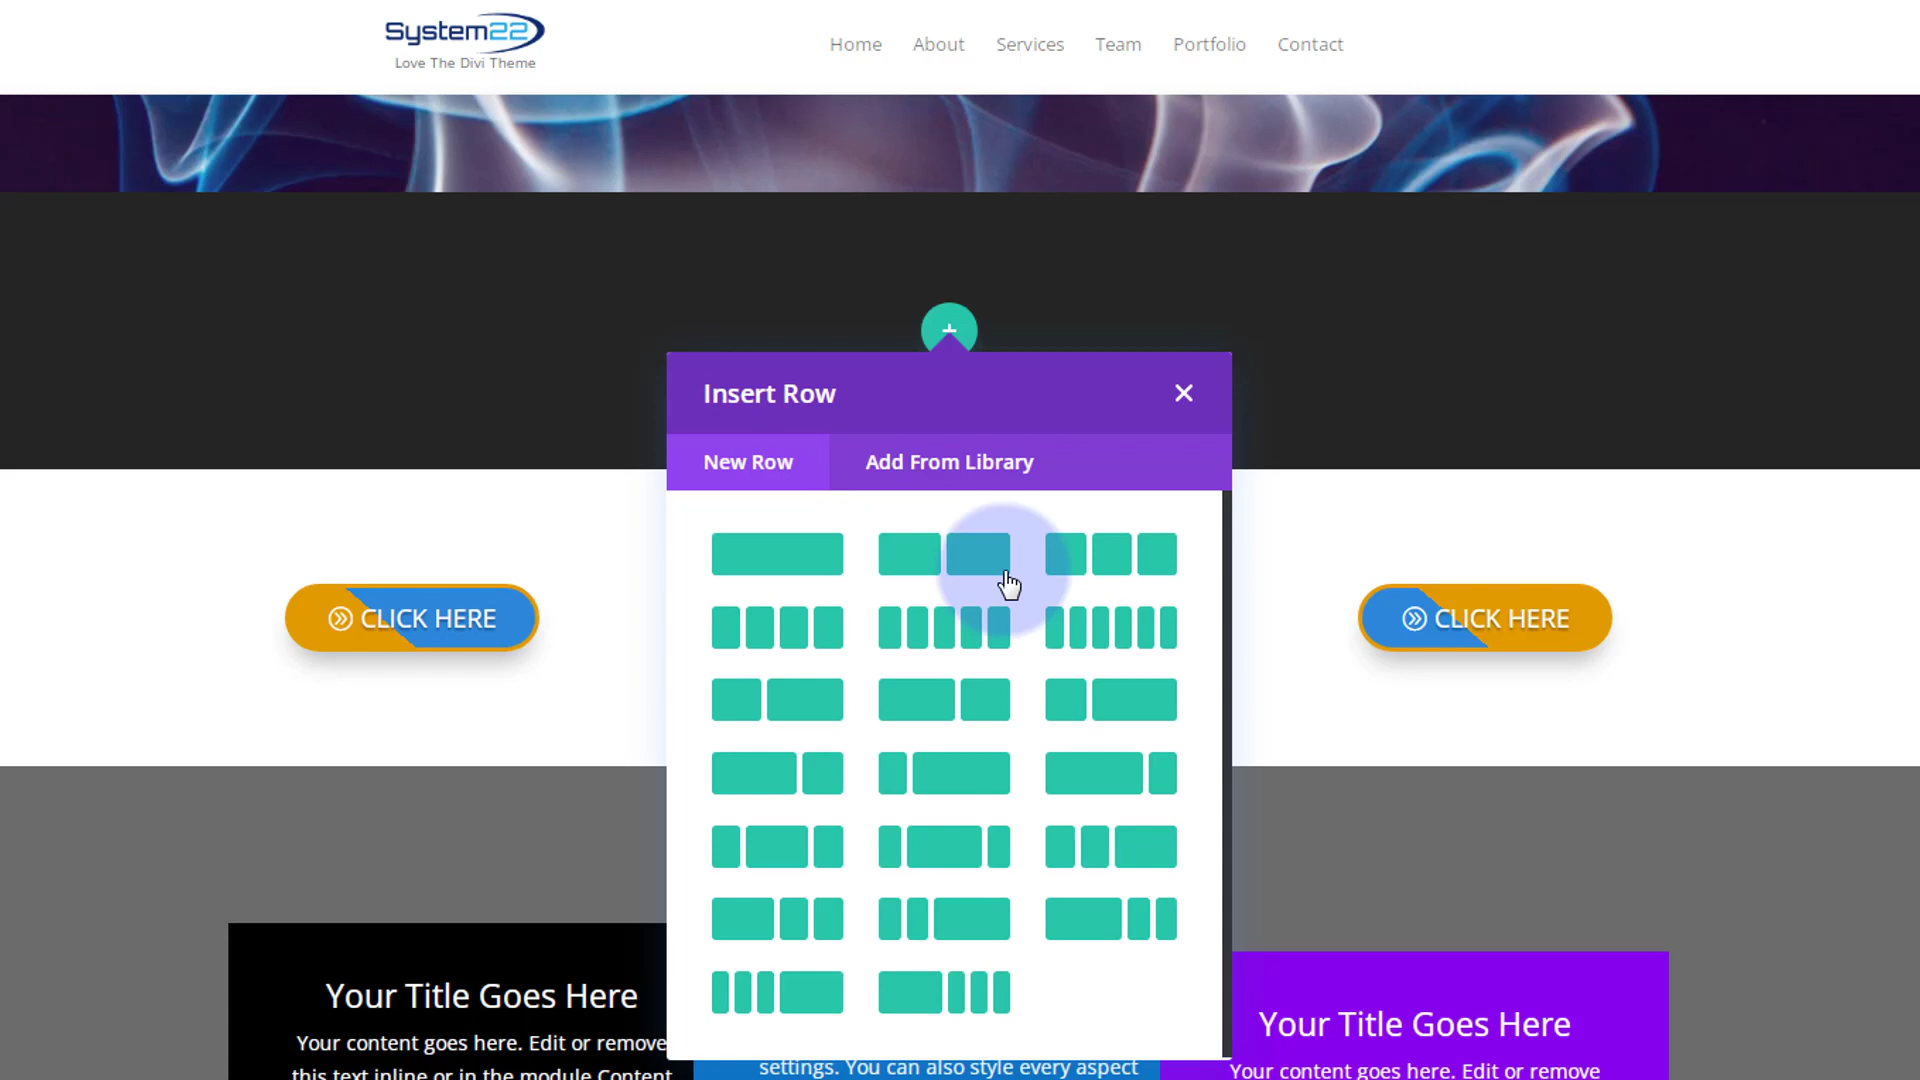 System22
Love The Divi Theme
Home About Services Team Portfolio Contact
Insert Row
New Row Add From Library
CLICK HERE
CLICK HERE
Your Title Goes Here
Your content goes here. Edit or remove
this text inline or in the module Content
settings. You can also style every aspect
Your Title Goes Here
Your content goes here. Edit or remove